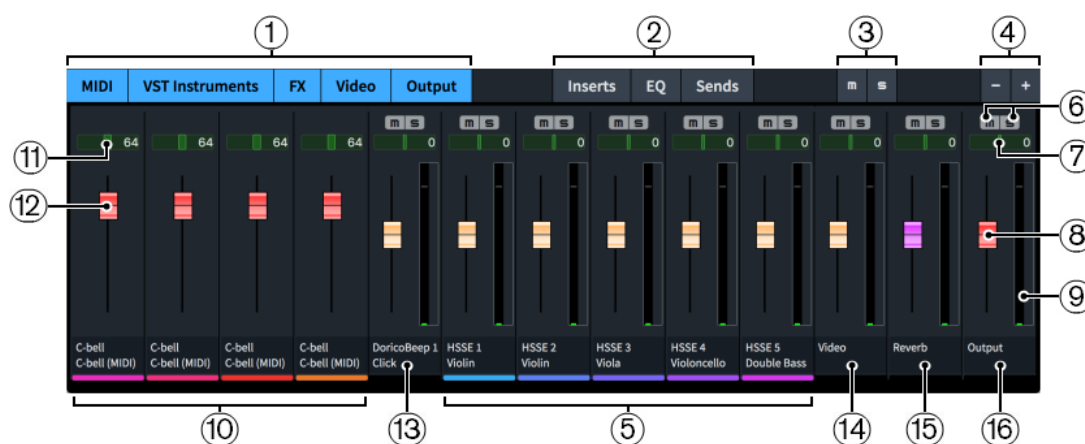 ① ② ③ ④
MIDI VST Instruments FX Video Output Inserts EQ Sends m s − +
m s m s m s m s m s m s m s m s m s ⑥
64 64 64 64 0 0 0 0 0 0 0 0 0 ⑦
⑪
⑫
⑧
⑨
C-bell C-bell C-bell C-bell DoricoBeep 1 HSSE 1 HSSE 2 HSSE 3 HSSE 4 HSSE 5 Video Reverb Output
C-bell (MIDI) C-bell (MIDI) C-bell (MIDI) C-bell (MIDI) Click Violin Violin Viola Violoncello Double Bass
⑩ ⑬ ⑤ ⑭ ⑮ ⑯